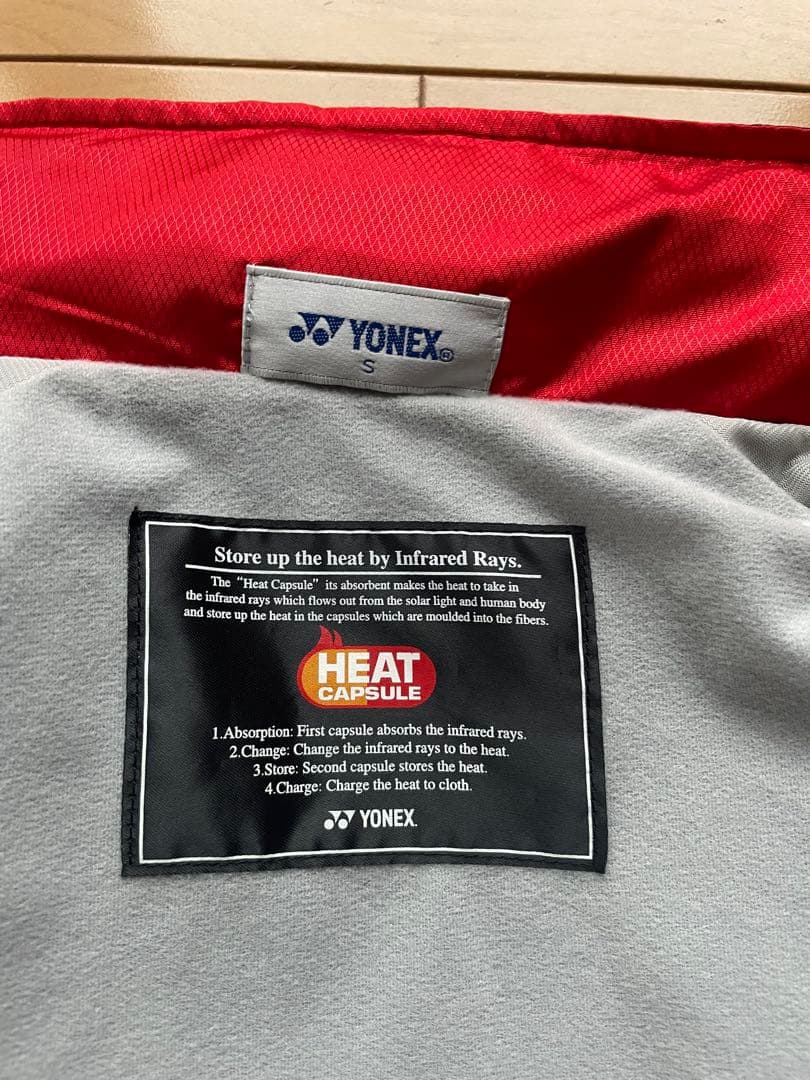 YONEX®
S
Store up the heat by Infrared Rays.
The "Heat Capsule" its absorbent makes the heat to take in
the infrared rays which flows out from the solar light and human body
and store up the heat in the capsules which are moulded into the fibers.
HEAT
CAPSULE
1.Absorption: First capsule absorbs the infrared rays.
2.Change: Change the infrared rays to the heat.
3.Store: Second capsule stores the heat.
4.Charge: Charge the heat to cloth.
YONEX.